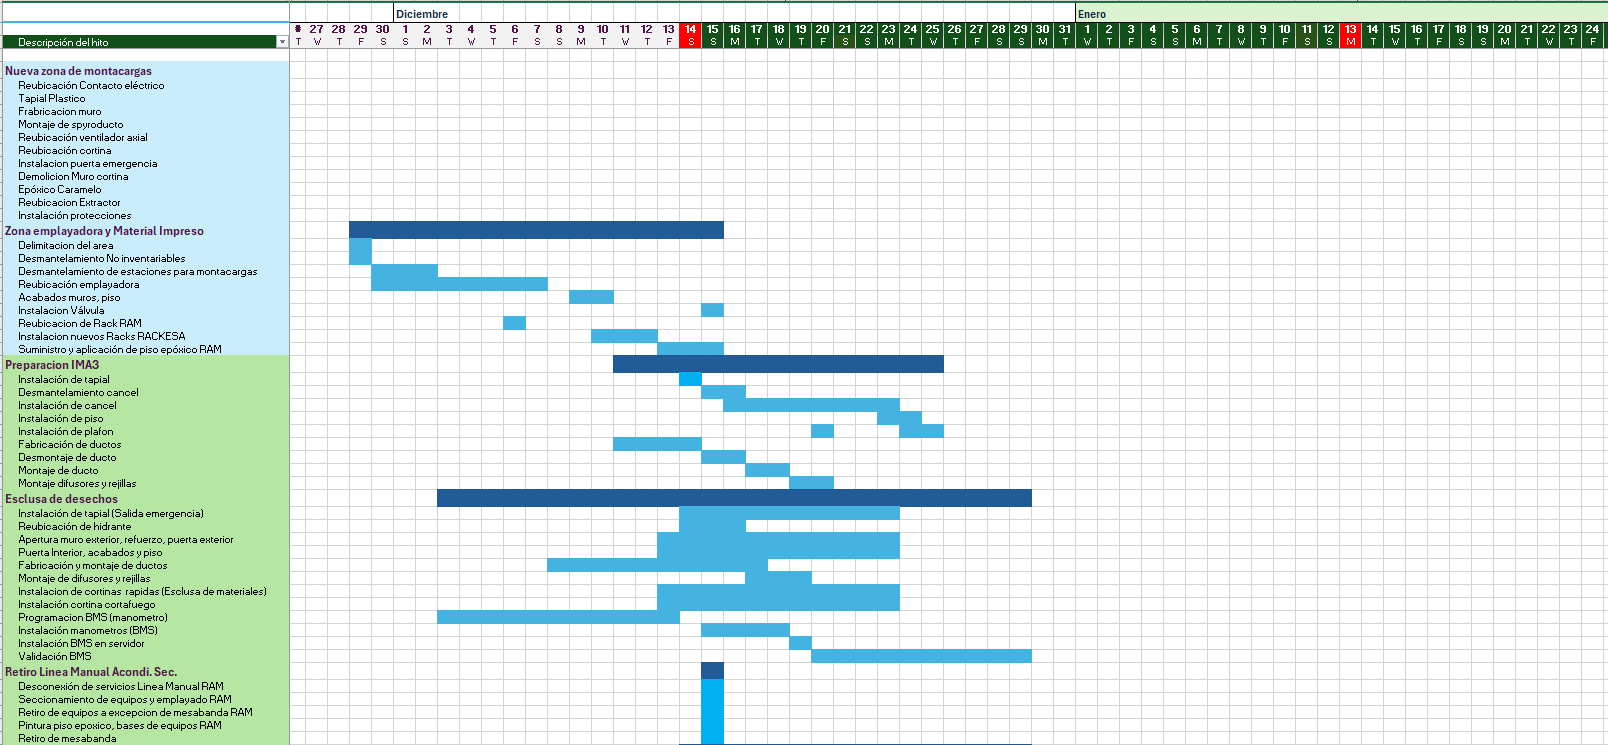 Diciembre Enero
# 27 28 29 30 1 2 3 4 5 6 7 8 9 10 11 12 13 14 15 16 17 18 19 20 21 22 23 24 25 26 27 28 29 30 31 1 2 3 4 5 6 7 8 9 10 11 12 13 14 15 16 17 18 19 20 21 22 23 24
Descripción del hito T W T F S S M T W T F S S M T W T F S S M T W T F S S M T W T F S S M T W T F S S M T W T F S S M T W T F S S M T W T F
Nueva zona de montacargas
Reubicación Contacto eléctrico
Tapial Plastico
Frabricacion muro
Montaje de spyroducto
Reubicación ventilador axial
Reubicación cortina
Instalacion puerta emergencia
Demolicion Muro cortina
Epóxico Caramelo
Reubicacion Extractor
Instalación protecciones
Zona emplayadora y Material Impreso
Delimitacion del area
Desmantelamiento No inventariables
Desmantelamiento de estaciones para montacargas
Reubicación emplayadora
Acabados muros, piso
Instalacion Válvula
Reubicacion de Rack RAM
Instalacion nuevos Racks RACKESA
Suministro y aplicación de piso epóxico RAM
Preparacion IMA3
Instalación de tapial
Desmantelamiento cancel
Instalación de cancel
Instalación de piso
Instalación de plafon
Fabricación de ductos
Desmontaje de ducto
Montaje de ducto
Montaje difusores y rejillas
Esclusa de desechos
Instalación de tapial (Salida emergencia)
Reubicación de hidrante
Apertura muro exterior, refuerzo, puerta exterior
Puerta Interior, acabados y piso
Fabricación y montaje de ductos
Montaje de difusores y rejillas
Instalacion de cortinas rapidas (Esclusa de materiales)
Instalación cortina cortafuego
Programacion BMS (manometro)
Instalación manometros (BMS)
Instalación BMS en servidor
Validación BMS
Retiro Linea Manual Acondi. Sec.
Desconexión de servicios Linea Manual RAM
Seccionamiento de equipos y emplayado RAM
Retiro de equipos a excepcion de mesabanda RAM
Pintura piso epoxico, bases de equipos RAM
Retiro de mesabanda